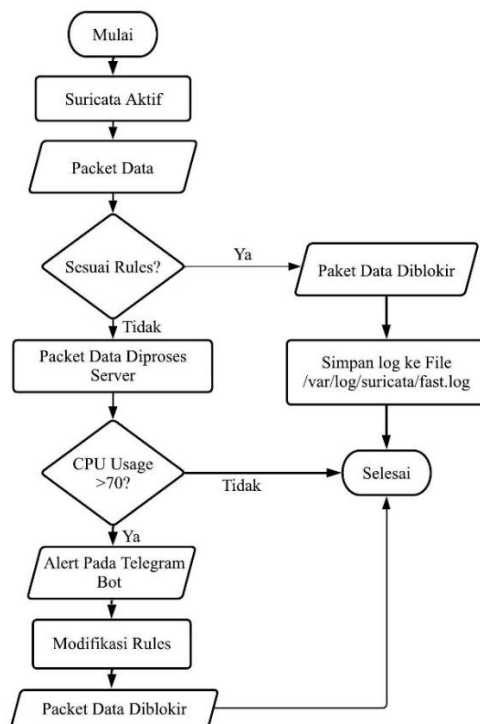 Mulai
Suricata Aktif
Packet Data
Sesuai Rules?
Ya
Paket Data Diblokir
Tidak
Packet Data Diproses
Server
Simpan log ke File
/var/log/suricata/fast.log
CPU Usage
>70?
Tidak
Selesai
Ya
Alert Pada Telegram
Bot
Modifikasi Rules
Packet Data Diblokir